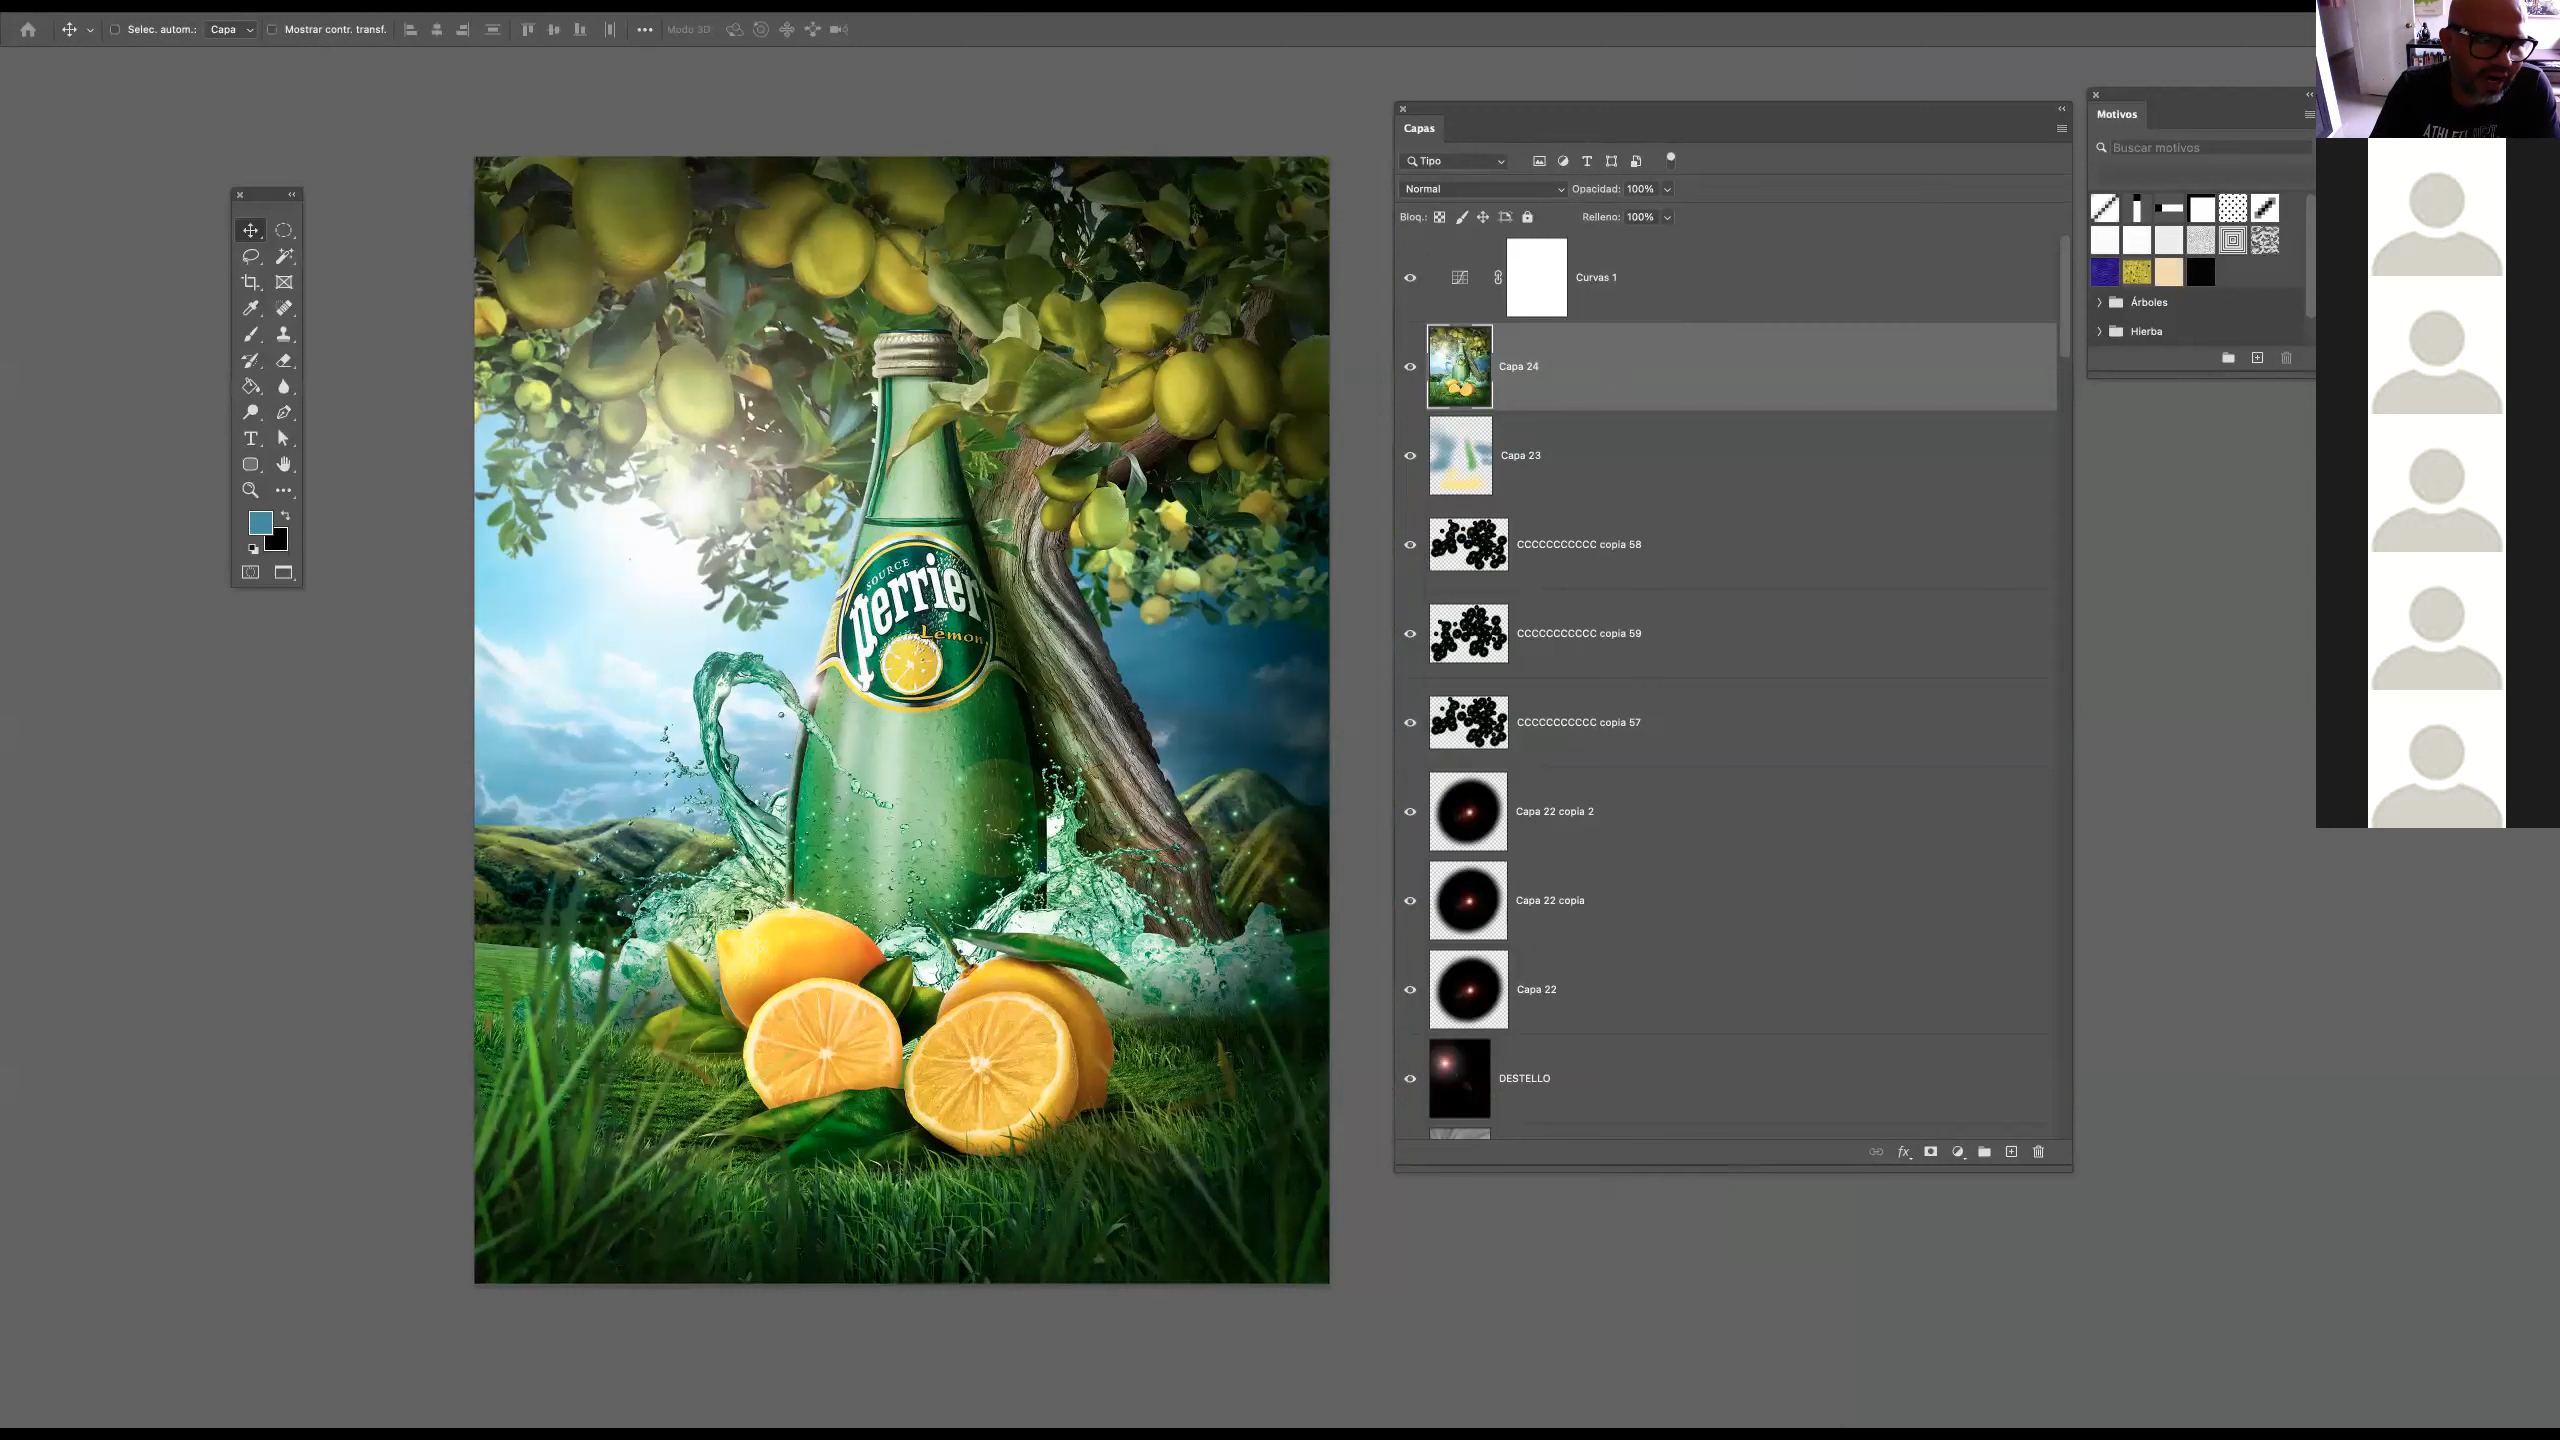 Selec. autom.: Capa Mostrar contr. transf. Modo 3D:
Capas
Tipo
Normal Opacidad: 100%
Bloq.: Relleno: 100%
Curvas 1
Capa 24
Capa 23
CCCCCCCCCCC copia 58
CCCCCCCCCCC copia 59
CCCCCCCCCCC copia 57
Capa 22 copia 2
Capa 22 copia
Capa 22
DESTELLO
fx
Motivos
Buscar motivos
Árboles
Hierba
SOURCE
perrier
Lemon